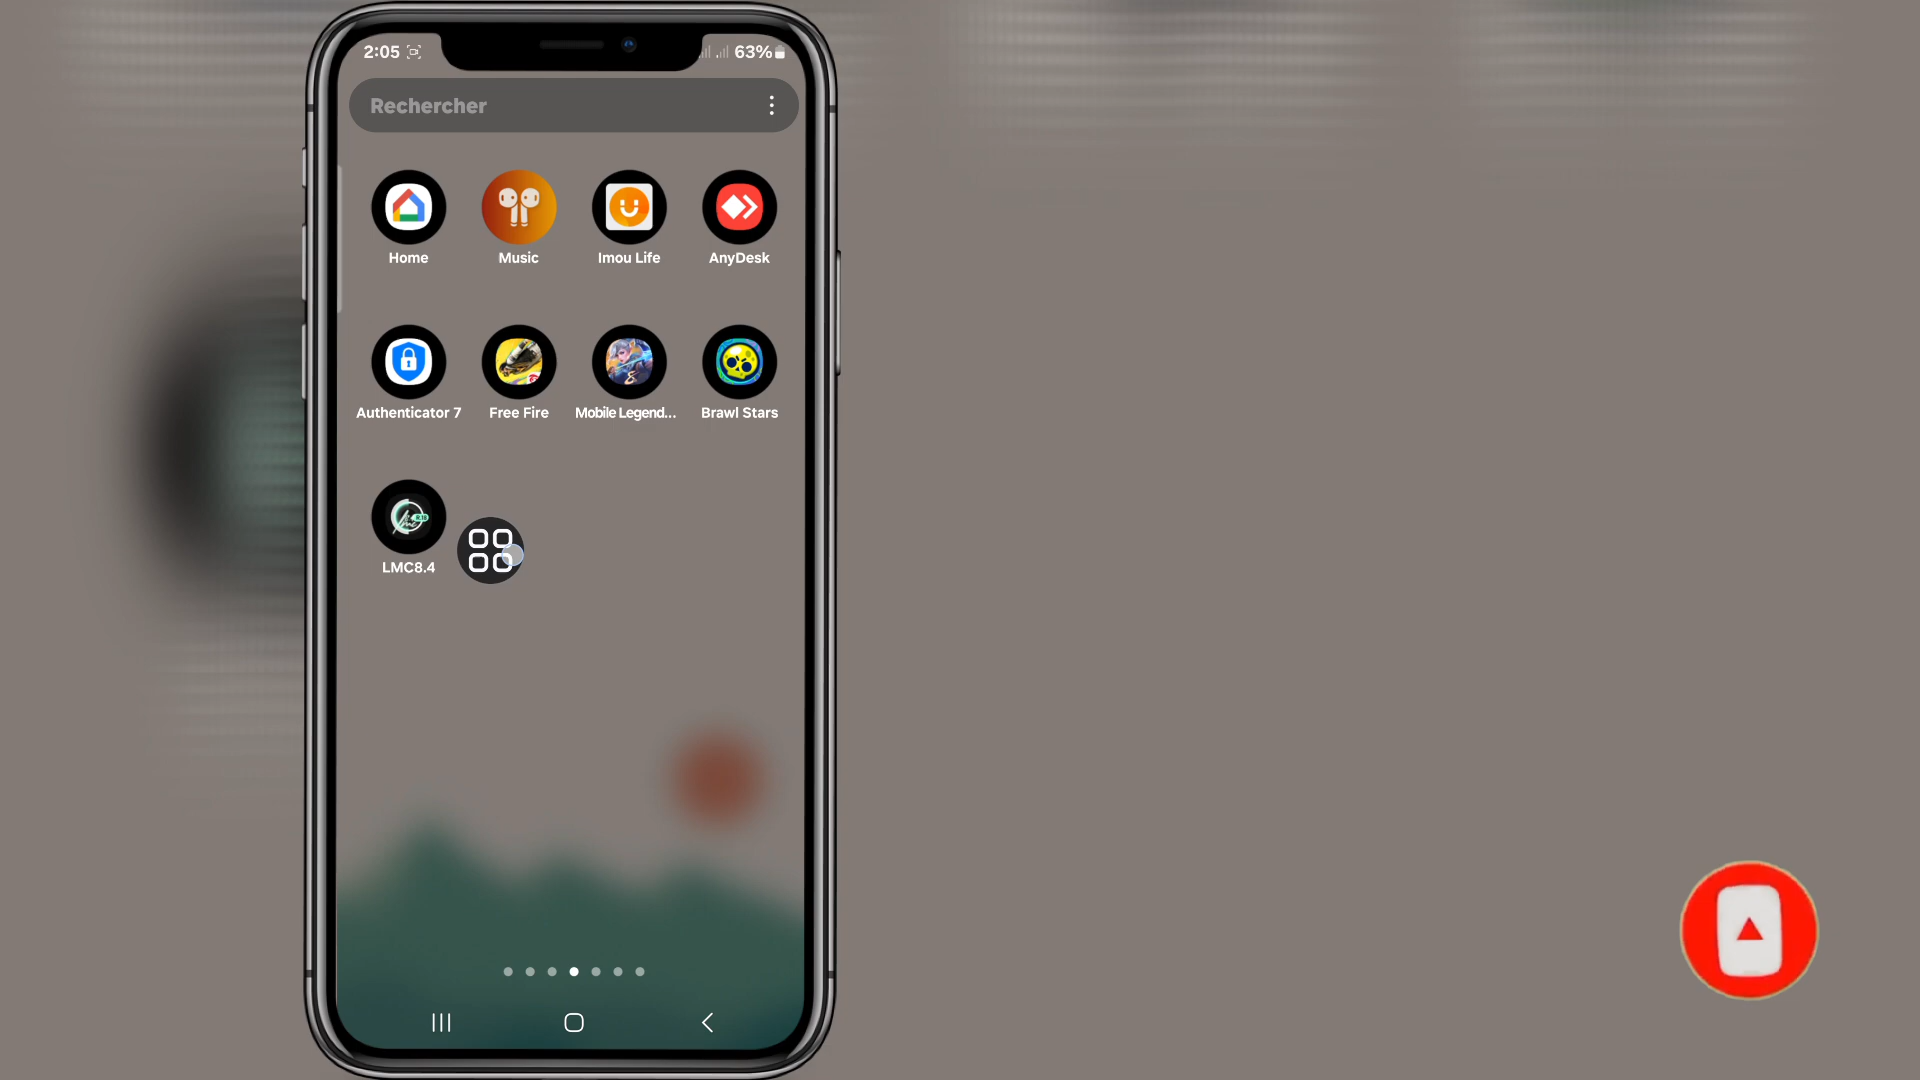 2:05
63%
Rechercher
Home
Music
Imou Life
AnyDesk
Authenticator 7
Free Fire
Mobile Legend...
Brawl Stars
LMC8.4